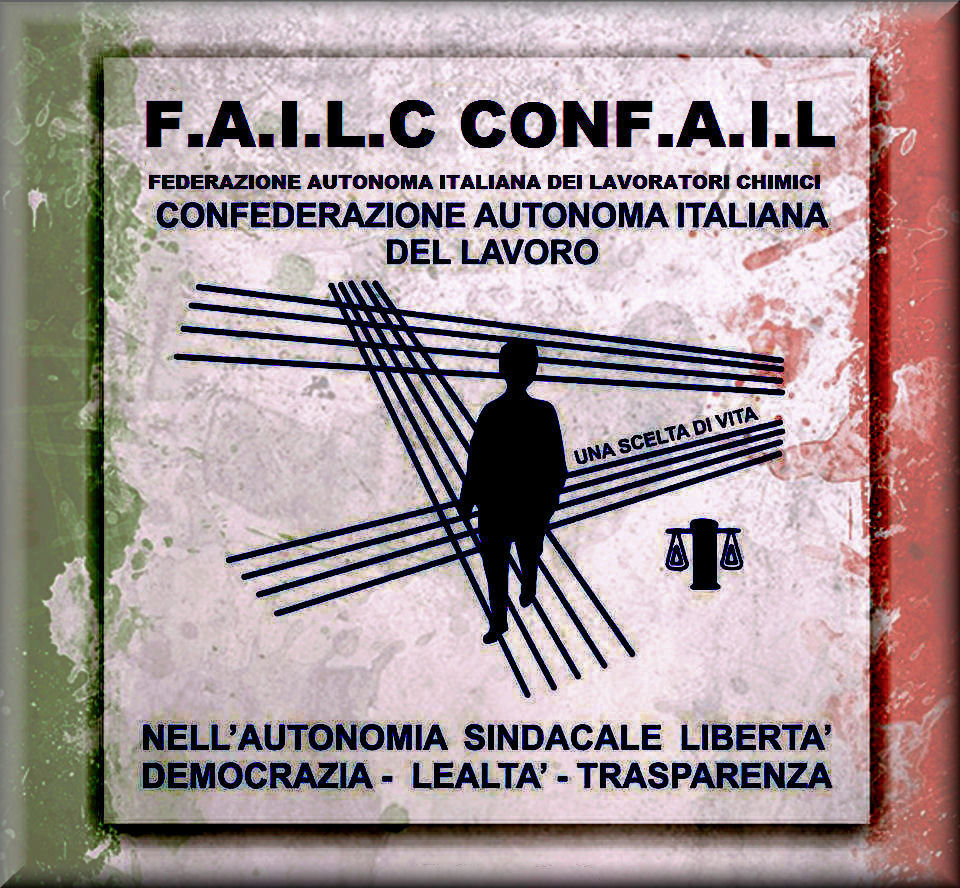 F.A.I.L.C CONF.A.I.L
FEDERAZIONE AUTONOMA ITALIANA DEI LAVORATORI CHIMICI
CONFEDERAZIONE AUTONOMA ITALIANA
DEL LAVORO
UNA SCELTA DI VITA
NELL'AUTONOMIA SINDACALE LIBERTA'
DEMOCRAZIA - LEALTA' - TRASPARENZA